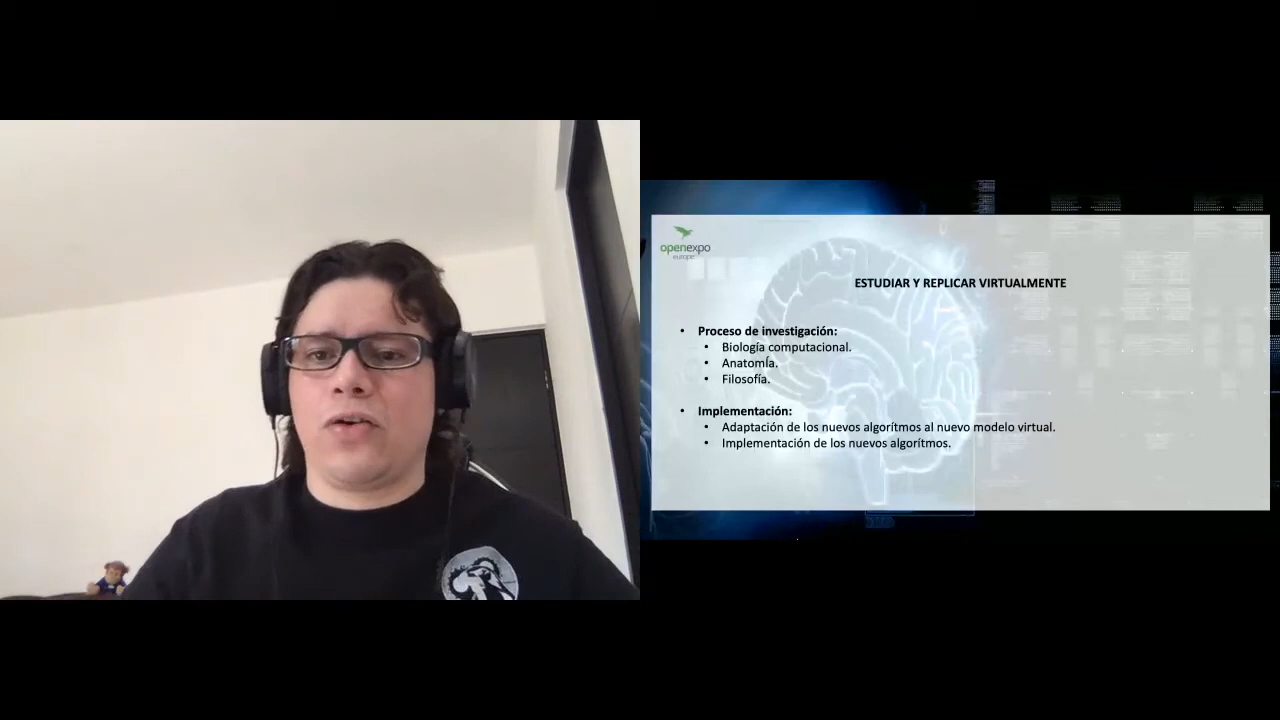 openexpo
europe
ESTUDIAR Y REPLICAR VIRTUALMENTE
• Proceso de investigación:
• Biología computacional.
• Anatomía.
• Filosofía.
• Implementación:
• Adaptación de los nuevos algorítmos al nuevo modelo virtual.
• Implementación de los nuevos algorítmos.